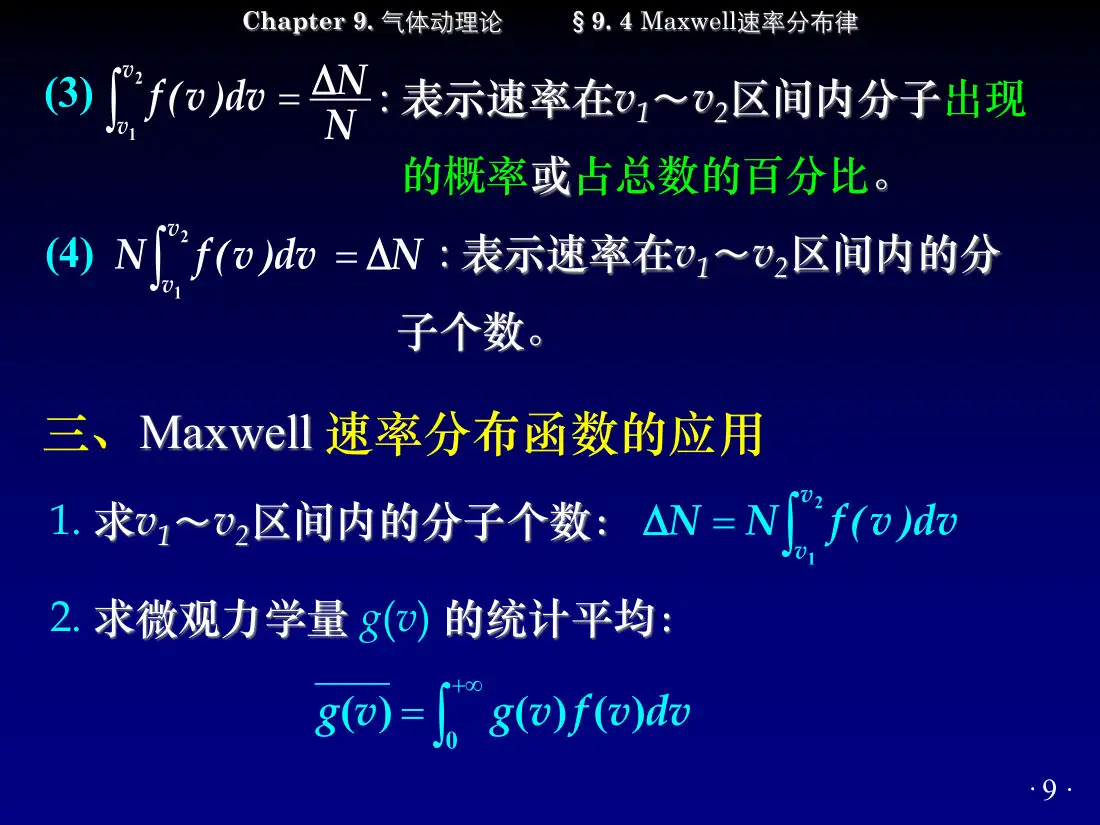 Chapter 9. 气体动理论 §9. 4 Maxwell速率分布律
(3) ∫_{v₁}^{v₂} f(v)dv = ΔN/N : 表示速率在v₁～v₂区间内分子出现
的概率或占总数的百分比。
(4) N∫_{v₁}^{v₂} f(v)dv = ΔN : 表示速率在v₁～v₂区间内的分
子个数。
三、Maxwell 速率分布函数的应用
1. 求v₁～v₂区间内的分子个数： ΔN = N∫_{v₁}^{v₂} f(v)dv
2. 求微观力学量 g(v) 的统计平均：
\overline{g(v)} = ∫_{0}^{+∞} g(v)f(v)dv
·9·